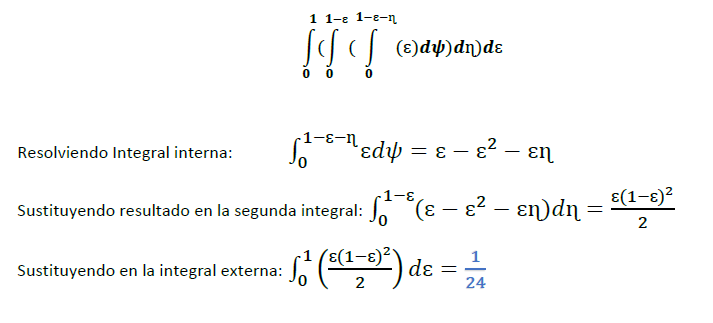 ∫₀¹(∫₀^{1−ε}(∫₀^{1−ε−η}(ε)dψ)dη)dε
Resolviendo Integral interna: ∫₀^{1−ε−η} εdψ = ε − ε² − εη
Sustituyendo resultado en la segunda integral: ∫₀^{1−ε}(ε − ε² − εη)dη = ε(1−ε)²/2
Sustituyendo en la integral externa: ∫₀¹(ε(1−ε)²/2) dε = 1/24